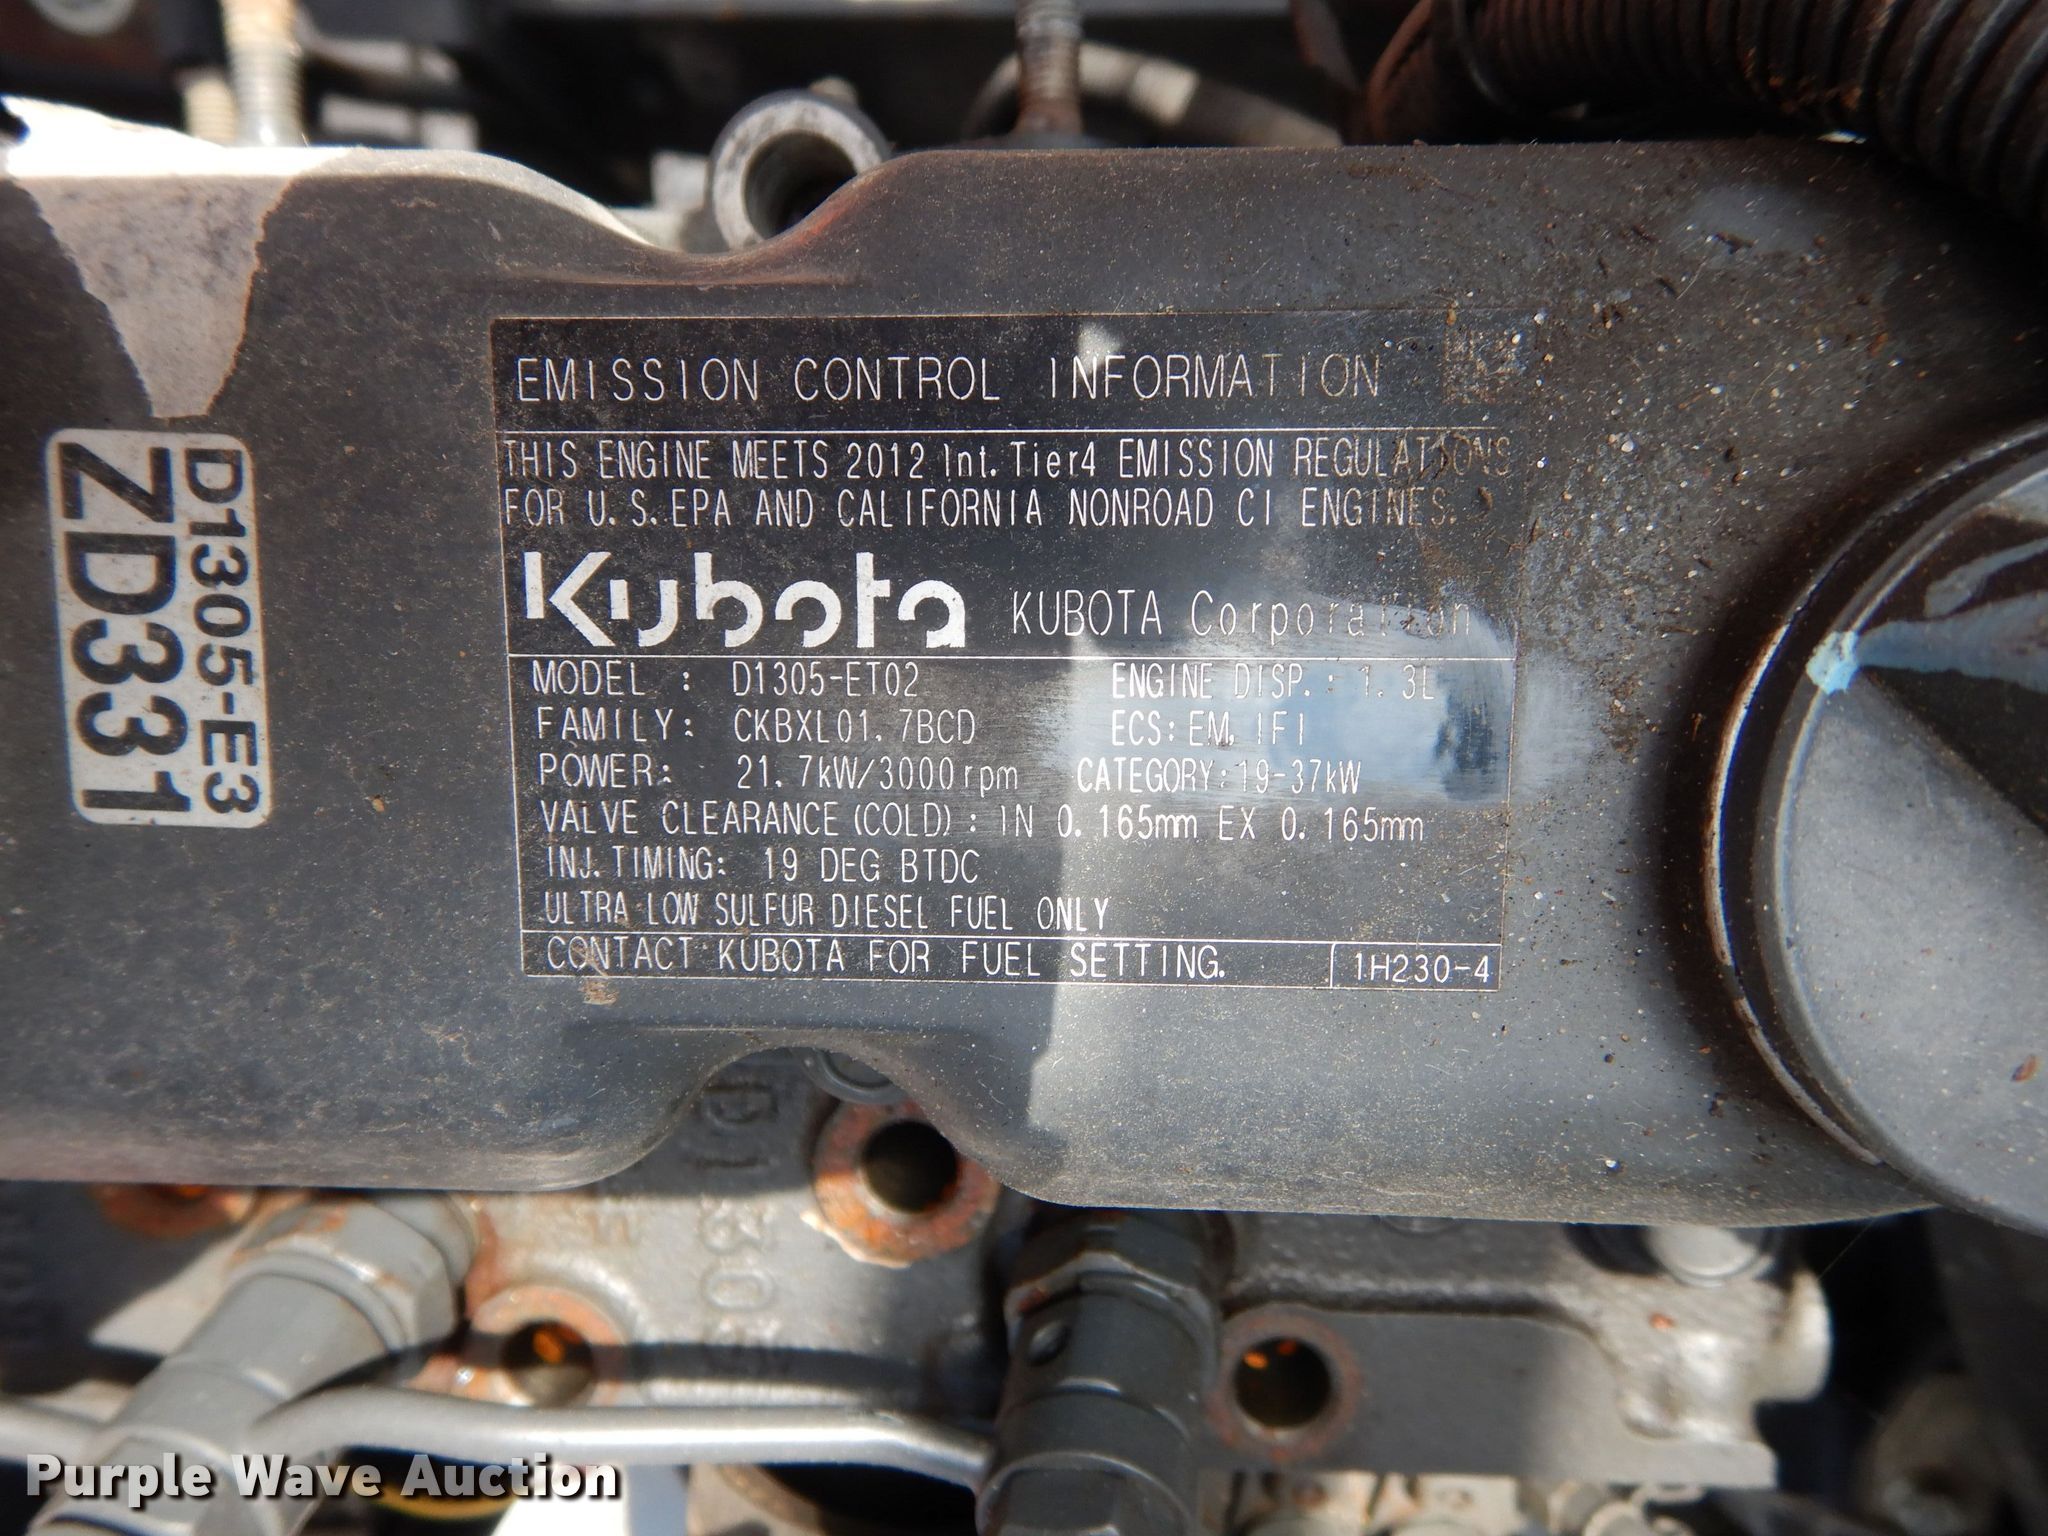 EMISSION CONTROL INFORMATION
THIS ENGINE MEETS 2012 Int. Tier4 EMISSION REGULATIONS
FOR U.S. EPA AND CALIFORNIA NONROAD CI ENGINES.
Kubota KUBOTA Corporation
MODEL : D1305-ET02 ENGINE DISP. : 1.3L
FAMILY: CKBXL01.7BCD ECS: EM, IFI
POWER: 21.7kW/3000rpm CATEGORY: 19-37kW
VALVE CLEARANCE (COLD) : IN 0.165mm EX 0.165mm
INJ. TIMING: 19 DEG BTDC
ULTRA LOW SULFUR DIESEL FUEL ONLY
CONTACT KUBOTA FOR FUEL SETTING. 1H230-4
D1305-E3
ZD331
Purple Wave Auction